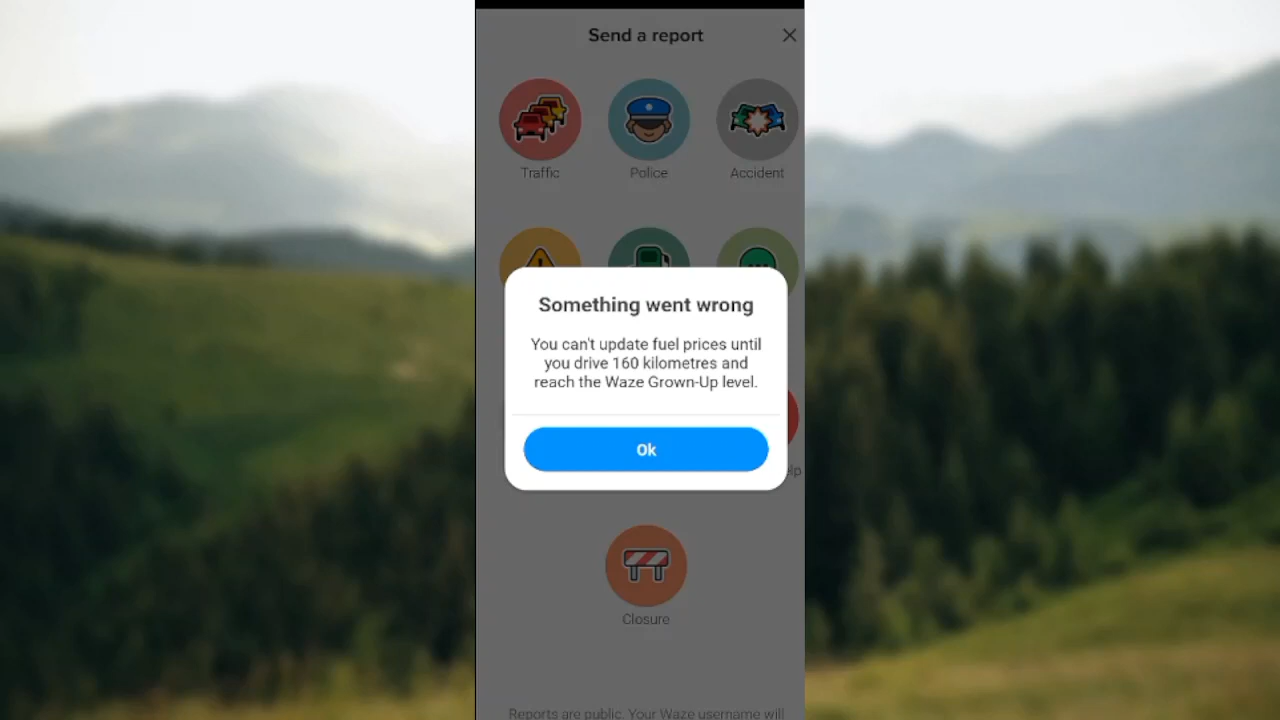 Send a report
Traffic
Police
Accident
Something went wrong
You can't update fuel prices until
you drive 160 kilometres and
reach the Waze Grown-Up level.
Ok
Closure
Reports are public. Your Waze username will